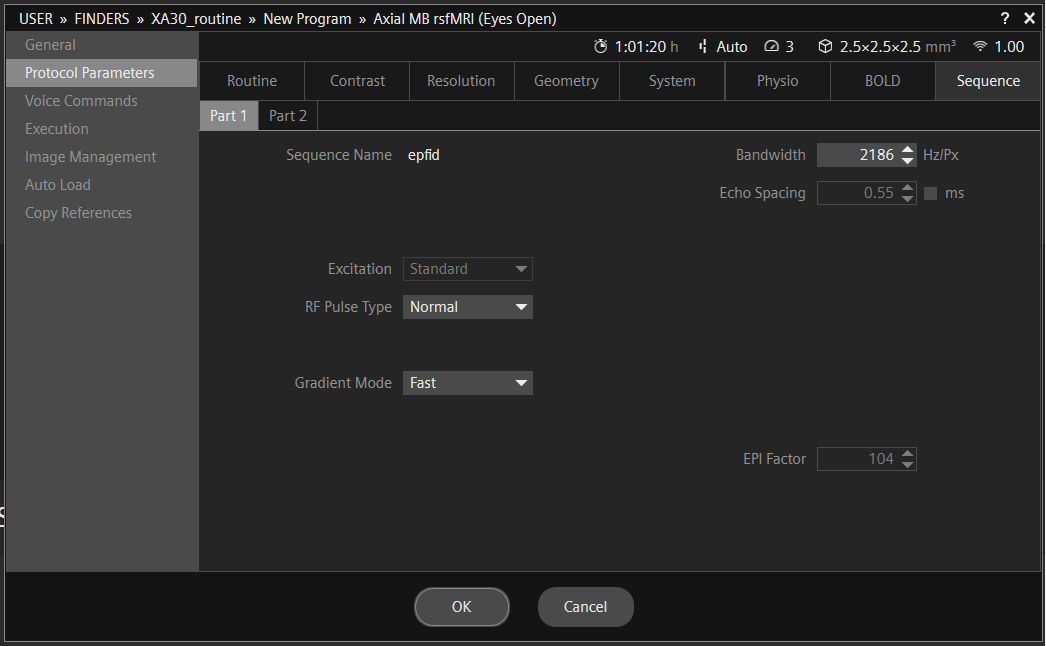 USER » FINDERS » XA30_routine » New Program » Axial MB rsfMRI (Eyes Open) ? ×
General
Protocol Parameters
Voice Commands
Execution
Image Management
Auto Load
Copy References
1:01:20 h Auto 3 2.5×2.5×2.5 mm³ 1.00
Routine Contrast Resolution Geometry System Physio BOLD Sequence
Part 1 Part 2
Sequence Name epfid Bandwidth 2186 Hz/Px
Echo Spacing 0.55 ms
Excitation Standard
RF Pulse Type Normal
Gradient Mode Fast
EPI Factor 104
OK Cancel